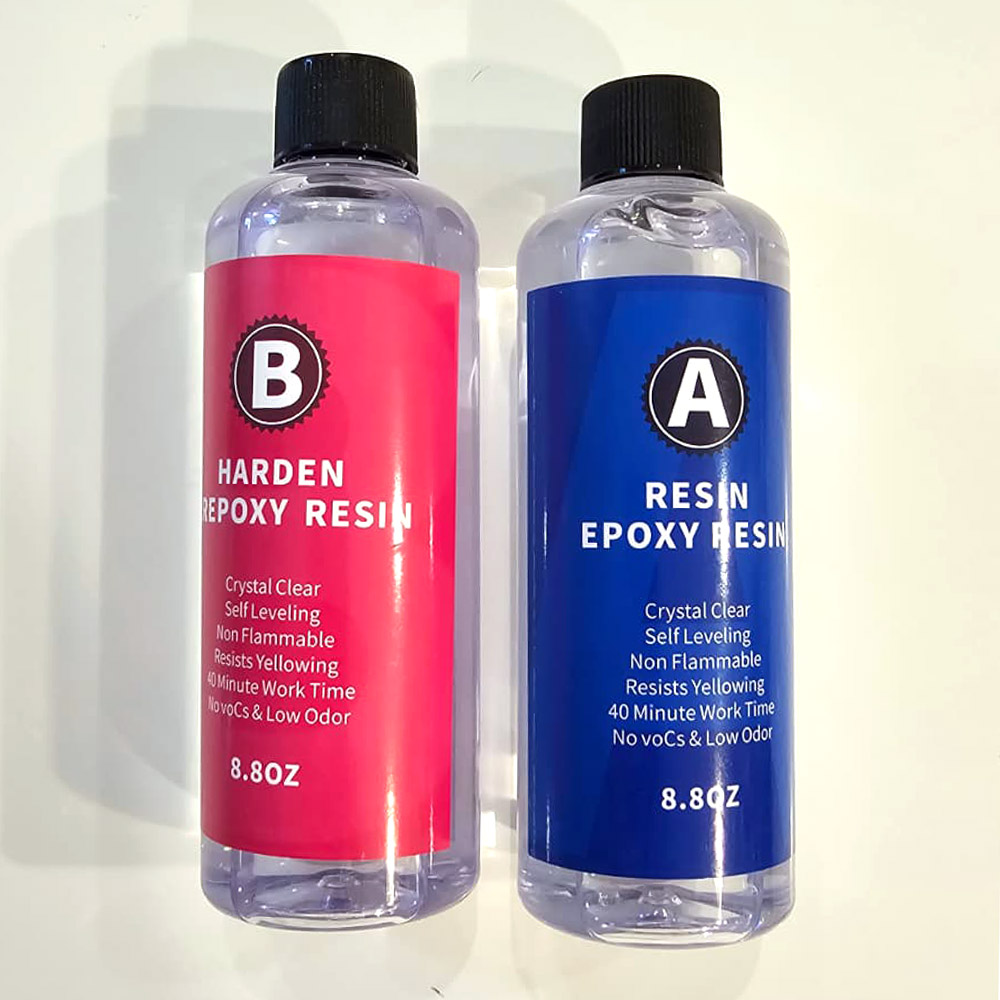 B
HARDEN
REPOXY RESIN
Crystal Clear
Self Leveling
Non Flammable
Resists Yellowing
40 Minute Work Time
No voCs & Low Odor
8.8OZ
A
RESIN
EPOXY RESIN
Crystal Clear
Self Leveling
Non Flammable
Resists Yellowing
40 Minute Work Time
No voCs & Low Odor
8.8OZ